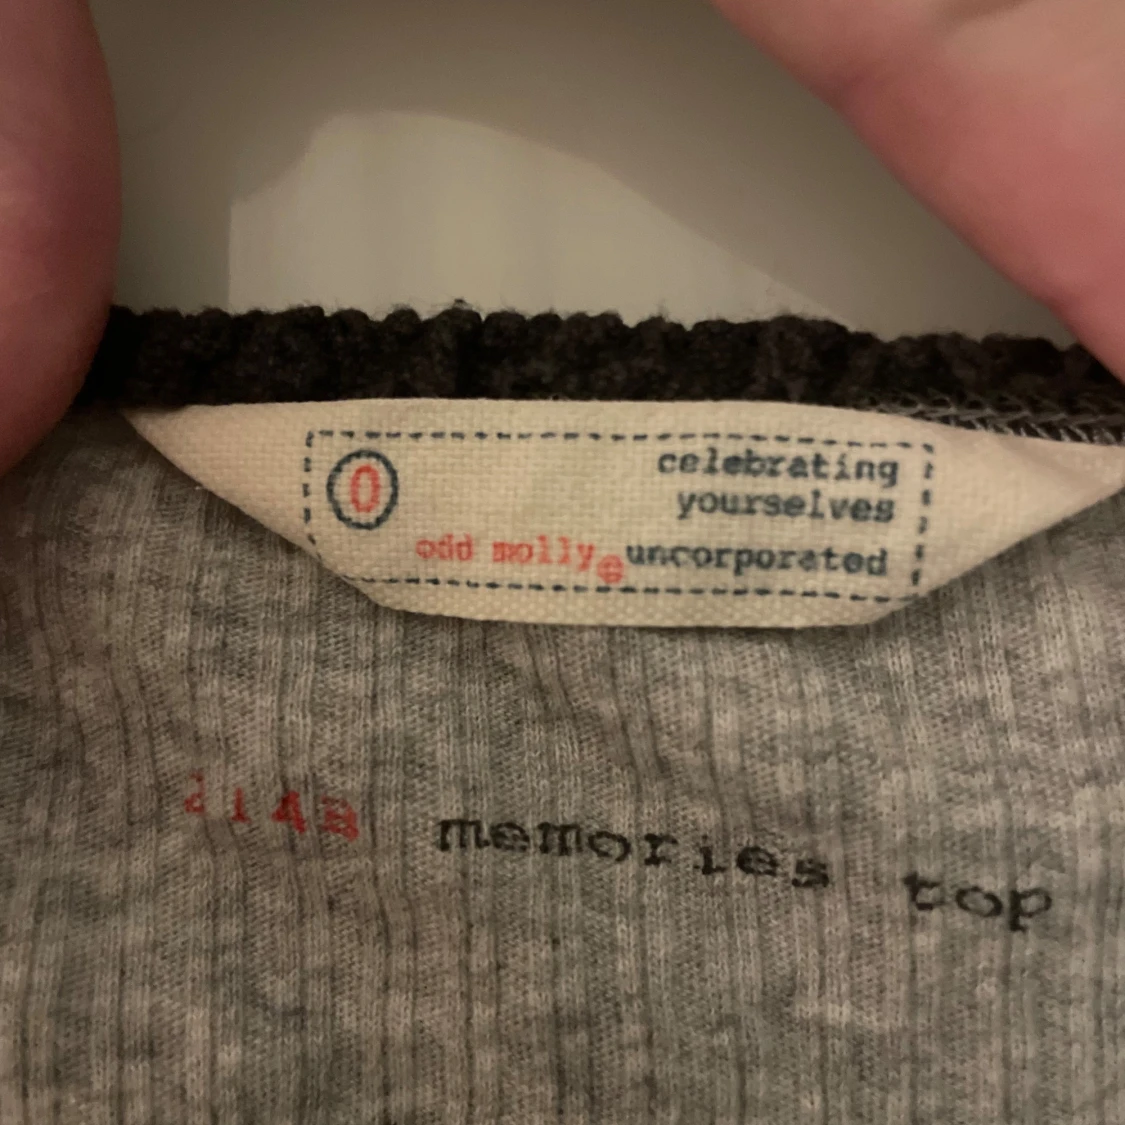 0
celebrating
yourselves
odd molly® uncorporated
memories top